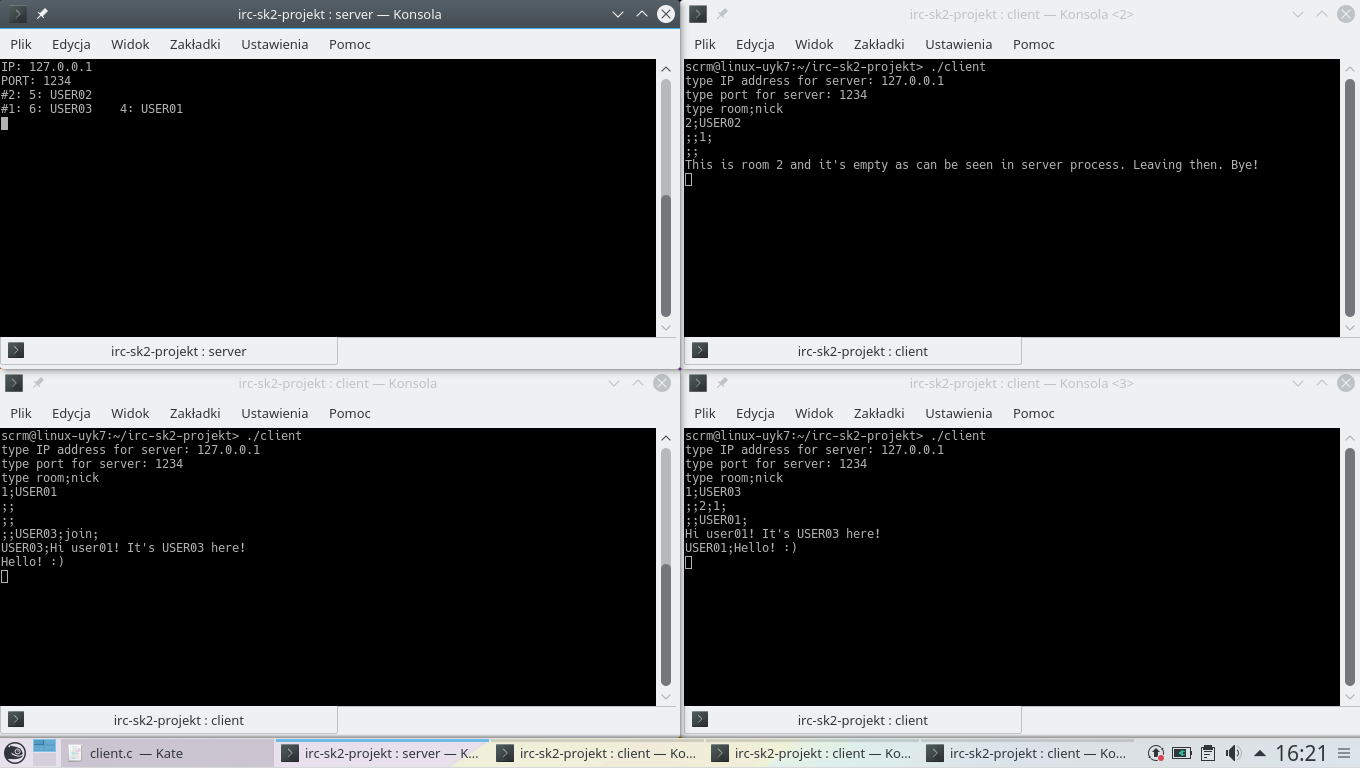 irc-sk2-projekt : server — Konsola
Plik Edycja Widok Zakładki Ustawienia Pomoc
IP: 127.0.0.1
PORT: 1234
#2: 5: USER02
#1: 6: USER03    4: USER01
irc-sk2-projekt : server
irc-sk2-projekt : client — Konsola <2>
Plik Edycja Widok Zakładki Ustawienia Pomoc
scrm@linux-uyk7:~/irc-sk2-projekt> ./client
type IP address for server: 127.0.0.1
type port for server: 1234
type room;nick
2;USER02
;;1;
;;
This is room 2 and it's empty as can be seen in server process. Leaving then. Bye!
irc-sk2-projekt : client
irc-sk2-projekt : client — Konsola
Plik Edycja Widok Zakładki Ustawienia Pomoc
scrm@linux-uyk7:~/irc-sk2-projekt> ./client
type IP address for server: 127.0.0.1
type port for server: 1234
type room;nick
1;USER01
;;
;;
;;USER03;join;
USER03;Hi user01! It's USER03 here!
Hello! :)
irc-sk2-projekt : client
irc-sk2-projekt : client — Konsola <3>
Plik Edycja Widok Zakładki Ustawienia Pomoc
scrm@linux-uyk7:~/irc-sk2-projekt> ./client
type IP address for server: 127.0.0.1
type port for server: 1234
type room;nick
1;USER03
;;2;1;
;;USER01;
Hi user01! It's USER03 here!
USER01;Hello! :)
irc-sk2-projekt : client
client.c — Kate
irc-sk2-projekt : server — K...
irc-sk2-projekt : client — Ko...
irc-sk2-projekt : client — Ko...
irc-sk2-projekt : client — Ko...
16:21